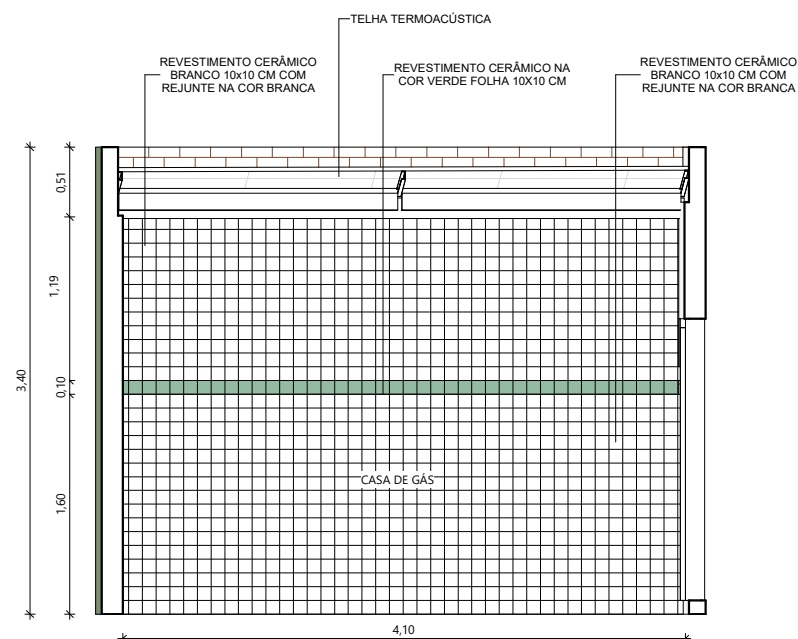 TELHA TERMOACÚSTICA
REVESTIMENTO CERÂMICO
BRANCO 10x10 CM COM
REJUNTE NA COR BRANCA
REVESTIMENTO CERÂMICO NA
COR VERDE FOLHA 10X10 CM
REVESTIMENTO CERÂMICO
BRANCO 10x10 CM COM
REJUNTE NA COR BRANCA
0,51
1,19
3,40
0,10
1,60
CASA DE GÁS
4,10